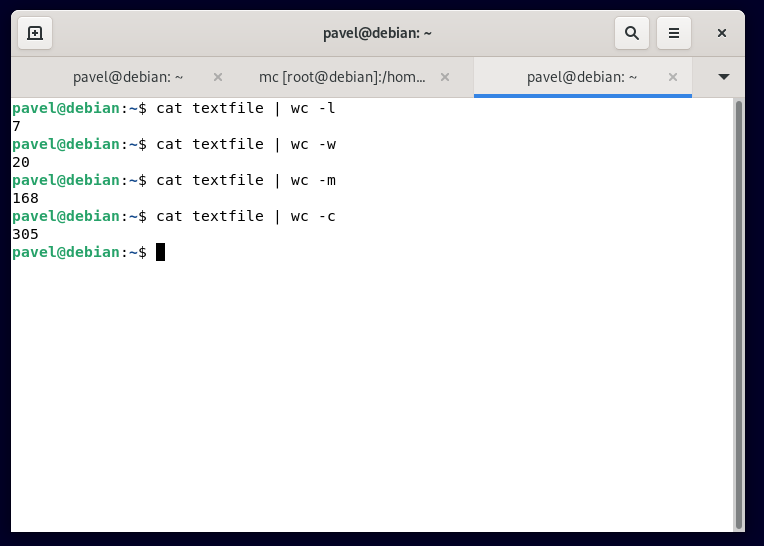 pavel@debian: ~
pavel@debian: ~
mc [root@debian]:/hom...
pavel@debian: ~
pavel@debian:~$ cat textfile | wc -l
7
pavel@debian:~$ cat textfile | wc -w
20
pavel@debian:~$ cat textfile | wc -m
168
pavel@debian:~$ cat textfile | wc -c
305
pavel@debian:~$